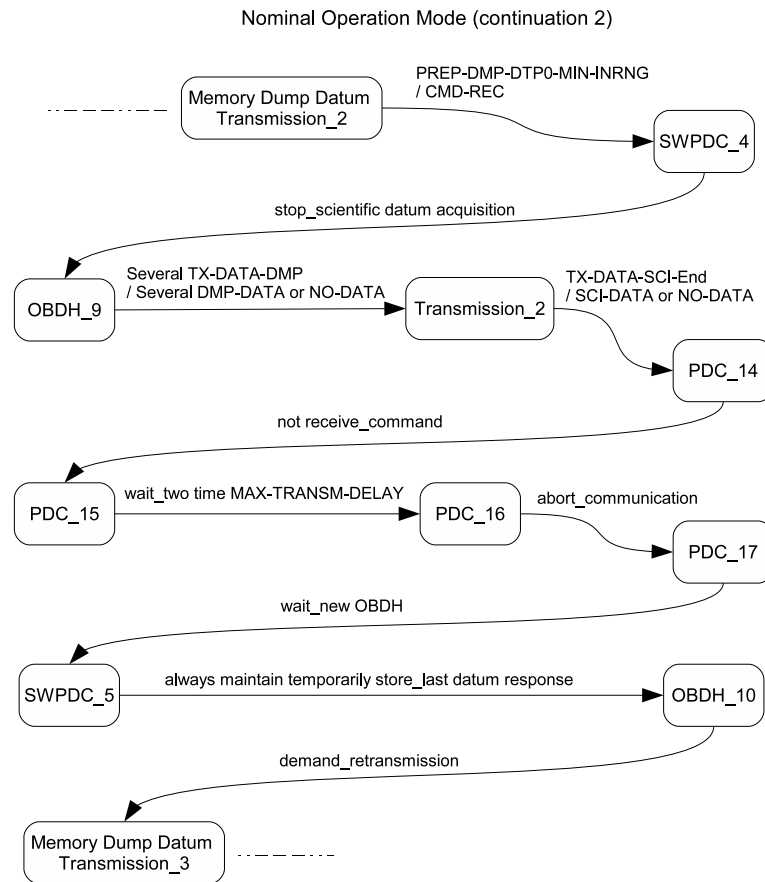 Nominal Operation Mode (continuation 2)
PREP-DMP-DTP0-MIN-INRNG
/ CMD-REC
Memory Dump Datum
Transmission_2
SWPDC_4
stop_scientific datum acquisition
Several TX-DATA-DMP
/ Several DMP-DATA or NO-DATA
TX-DATA-SCI-End
/ SCI-DATA or NO-DATA
OBDH_9
Transmission_2
PDC_14
not receive_command
wait_two time MAX-TRANSM-DELAY
abort_communication
PDC_15
PDC_16
PDC_17
wait_new OBDH
always maintain temporarily store_last datum response
SWPDC_5
OBDH_10
demand_retransmission
Memory Dump Datum
Transmission_3